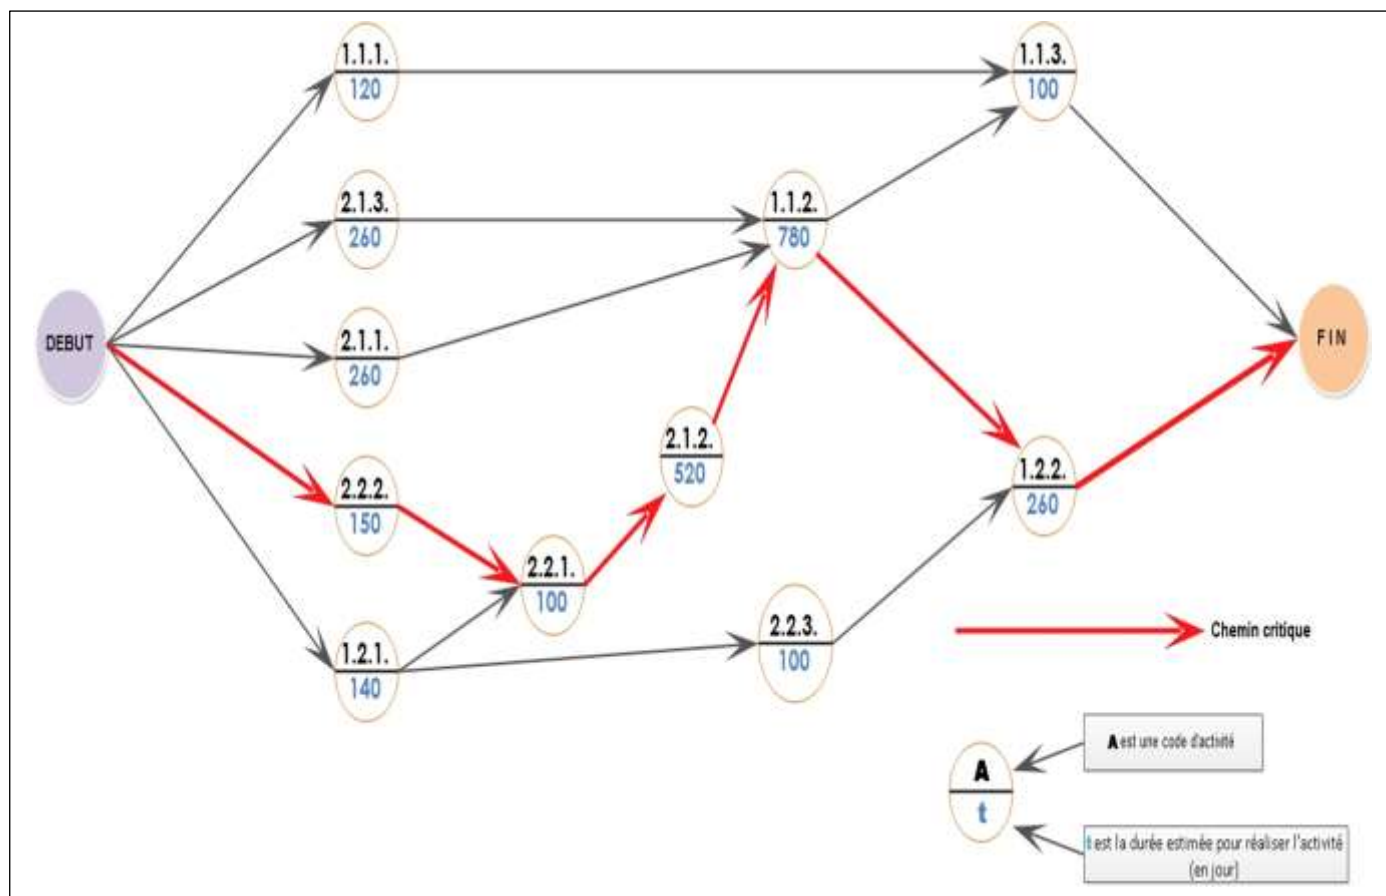 1.1.1.
120
1.1.3.
100
2.1.3.
260
1.1.2.
780
DEBUT
2.1.1.
260
FIN
2.1.2.
520
1.2.2.
260
2.2.2.
150
2.2.1.
100
2.2.3.
100
1.2.1.
140
Chemin critique
A est une code d'activité
A
t
t est la durée estimée pour réaliser l'activité
(en jour)